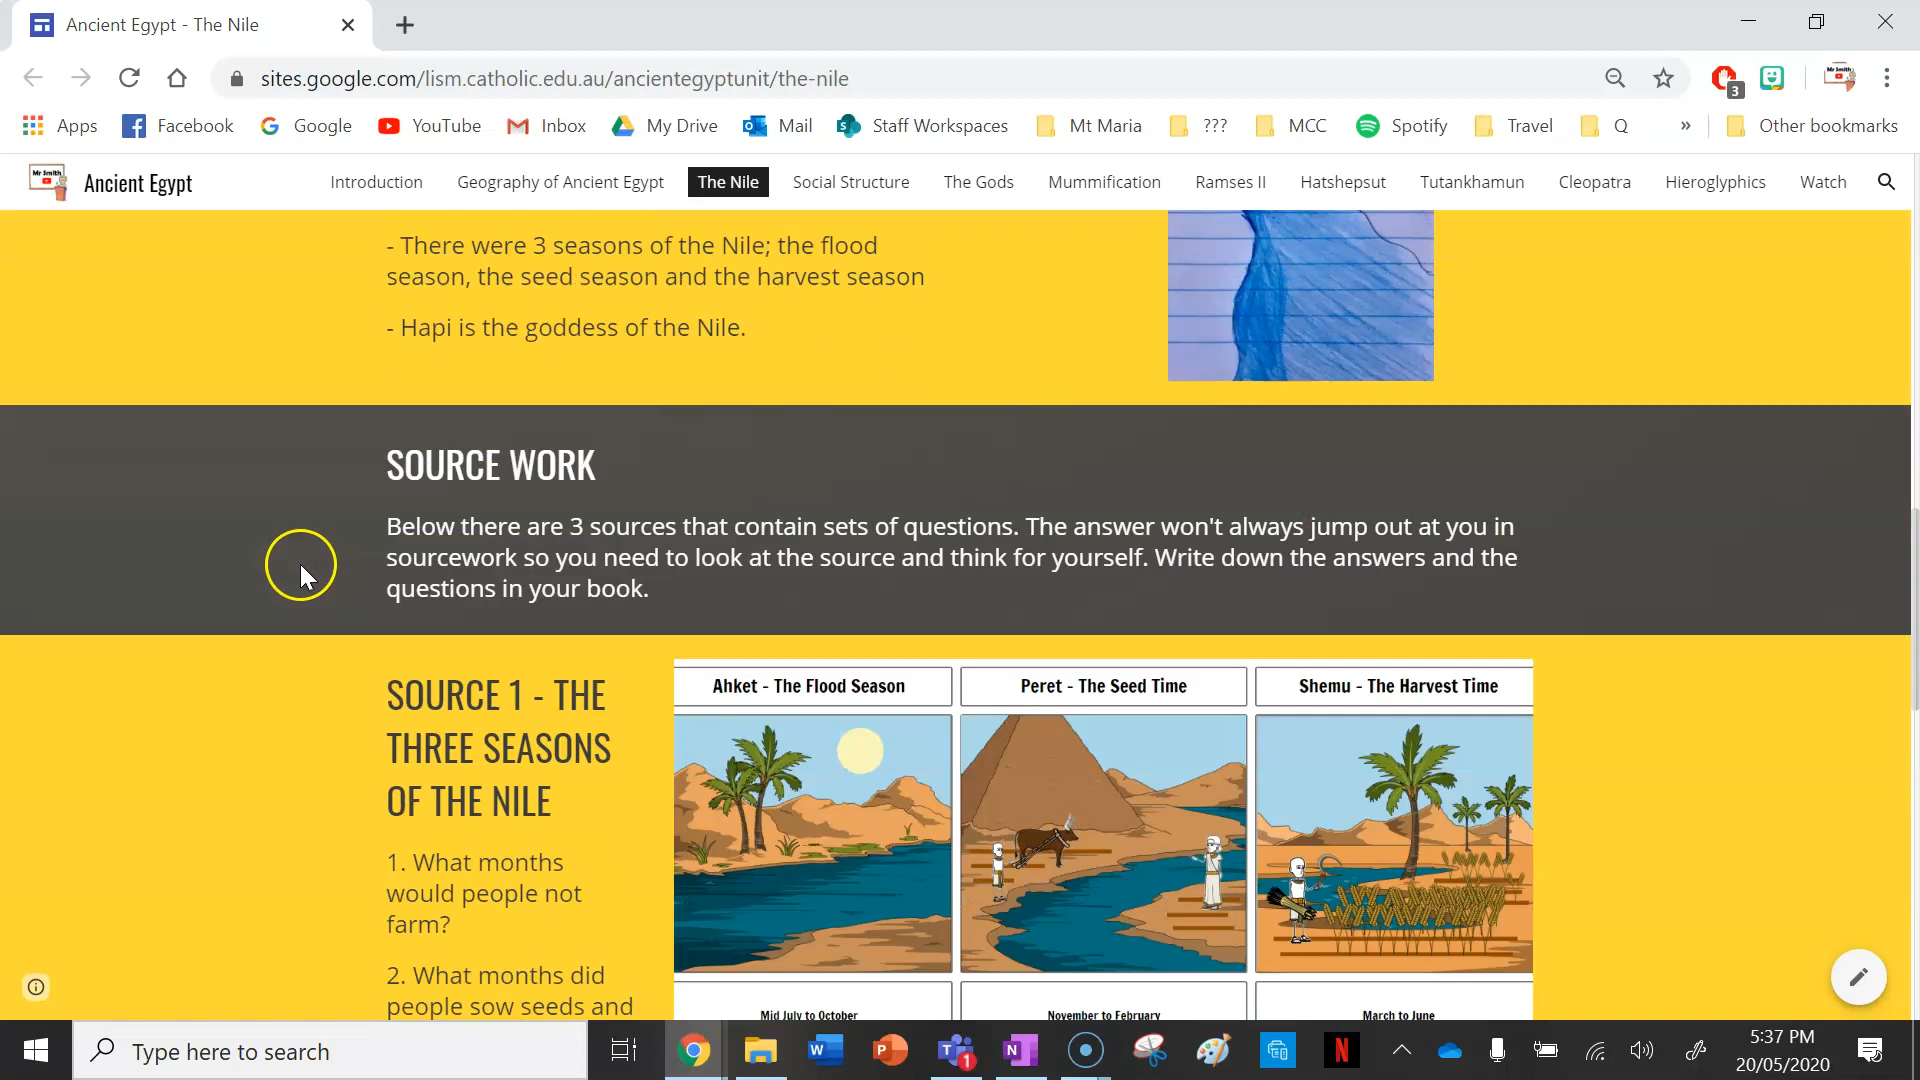 Ancient Egypt - The Nile
sites.google.com/lism.catholic.edu.au/ancientegyptunit/the-nile
3
Mr Smith
Apps Facebook Google YouTube Inbox My Drive Mail Staff Workspaces Mt Maria ??? MCC Spotify Travel Q » Other bookmarks
Mr Smith
Ancient Egypt Introduction Geography of Ancient Egypt The Nile Social Structure The Gods Mummification Ramses II Hatshepsut Tutankhamun Cleopatra Hieroglyphics Watch
- There were 3 seasons of the Nile; the flood
season, the seed season and the harvest season
- Hapi is the goddess of the Nile.
SOURCE WORK
Below there are 3 sources that contain sets of questions. The answer won't always jump out at you in
sourcework so you need to look at the source and think for yourself. Write down the answers and the
questions in your book.
SOURCE 1 - THE
THREE SEASONS
OF THE NILE
1. What months
would people not
farm?
2. What months did
people sow seeds and
Ahket - The Flood Season
Peret - The Seed Time
Shemu - The Harvest Time
Mid July to October
November to February
March to June
Type here to search
1
5:37 PM
20/05/2020